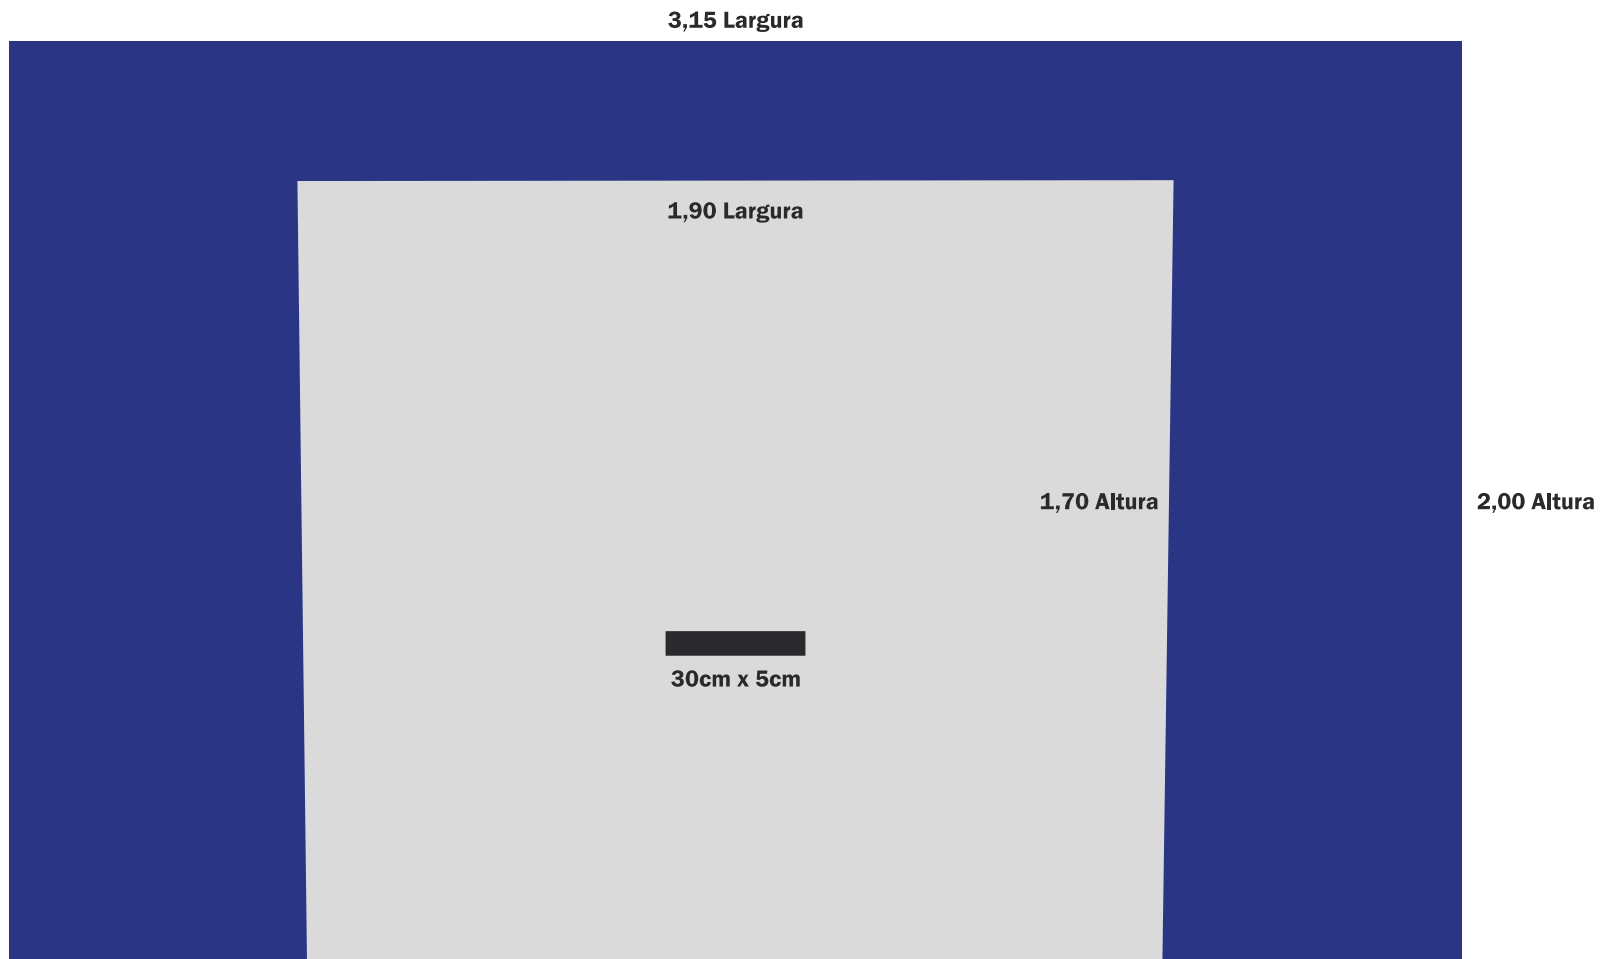 3,15 Largura
1,90 Largura
1,70 Altura
2,00 Altura
30cm x 5cm